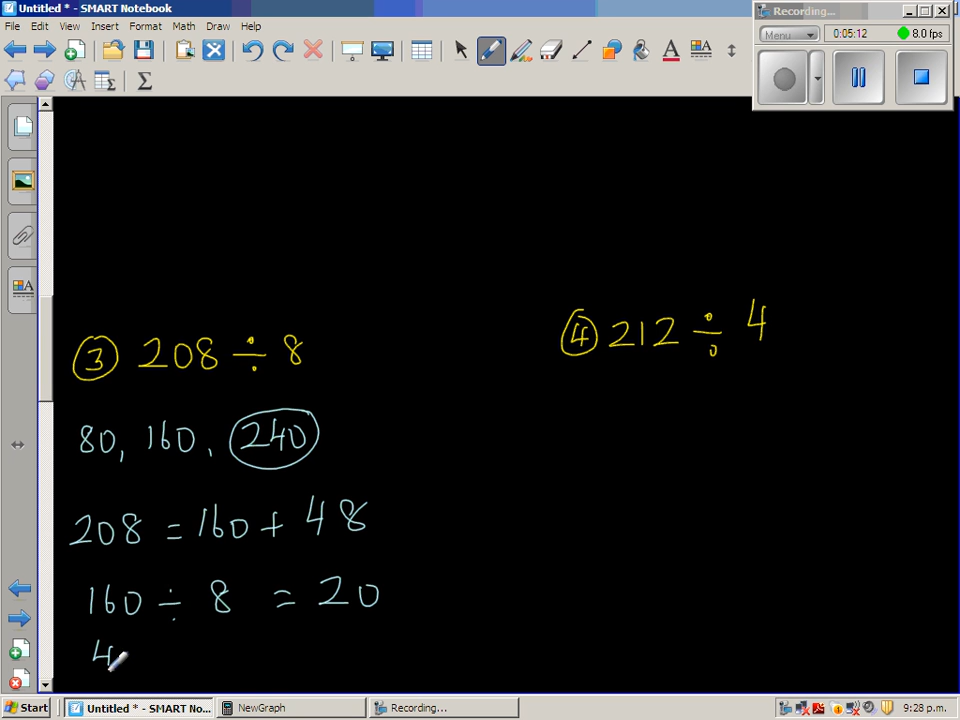 Untitled * - SMART Notebook
File Edit View Insert Format Math Draw Help
Recording...
Menu 0:05:12 8.0 fps
③ 208 ÷ 8
④ 212 ÷ 4
80, 160, 240
208 = 160 + 48
160 ÷ 8 = 20
4
Start Untitled * - SMART No... NewGraph Recording... 9:28 p.m.